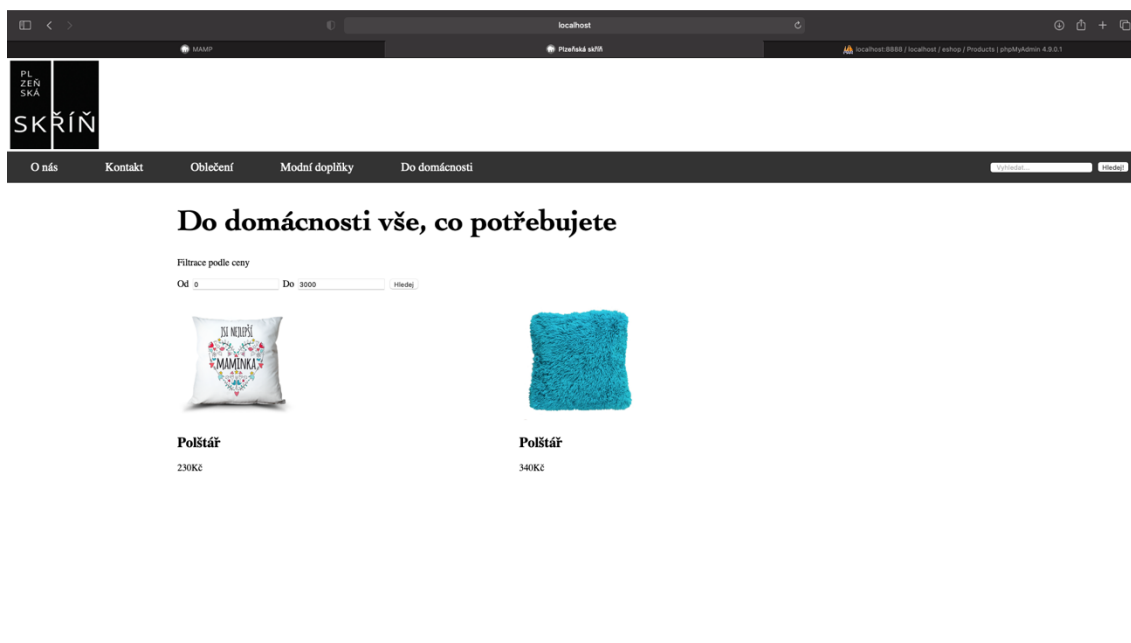 localhost
MAMP
Plzeňská skříň
localhost:8888 / localhost / eshop / Products | phpMyAdmin 4.9.0.1
PL
ZEŇ
SKÁ
SKŘÍŇ
O nás Kontakt Oblečení Modní doplňky Do domácnosti Vyhledat... Hledej!
Do domácnosti vše, co potřebujete
Filtrace podle ceny
Od 0 Do 3000 Hledej
JSI NEJLEPŠÍ
MAMINKA
Polštář Polštář
230Kč 340Kč